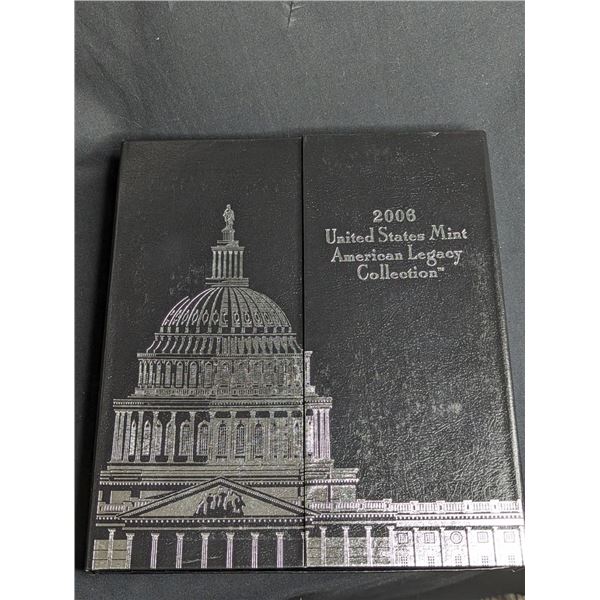 2006
United States Mint
American Legacy
Collection™